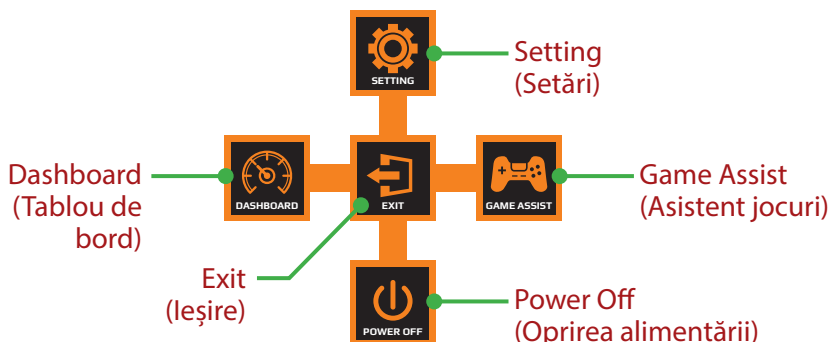 SETTING
Setting
(Setări)
Dashboard
(Tablou de
bord)
DASHBOARD
EXIT
GAME ASSIST
Game Assist
(Asistent jocuri)
Exit
(Ieșire)
POWER OFF
Power Off
(Oprirea alimentării)